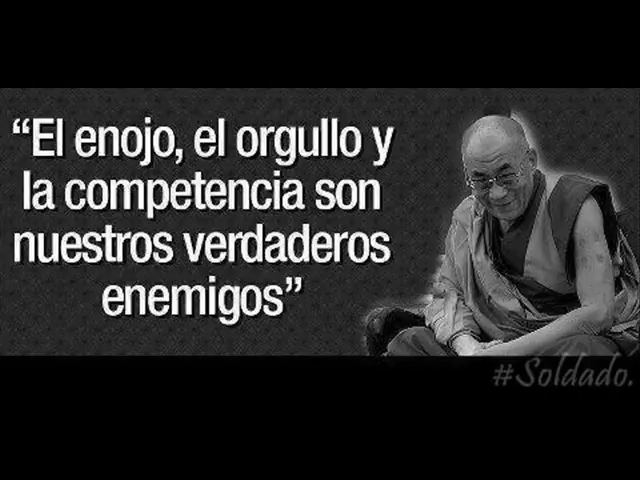 “El enojo, el orgullo y
la competencia son
nuestros verdaderos
enemigos”
#Soldado.